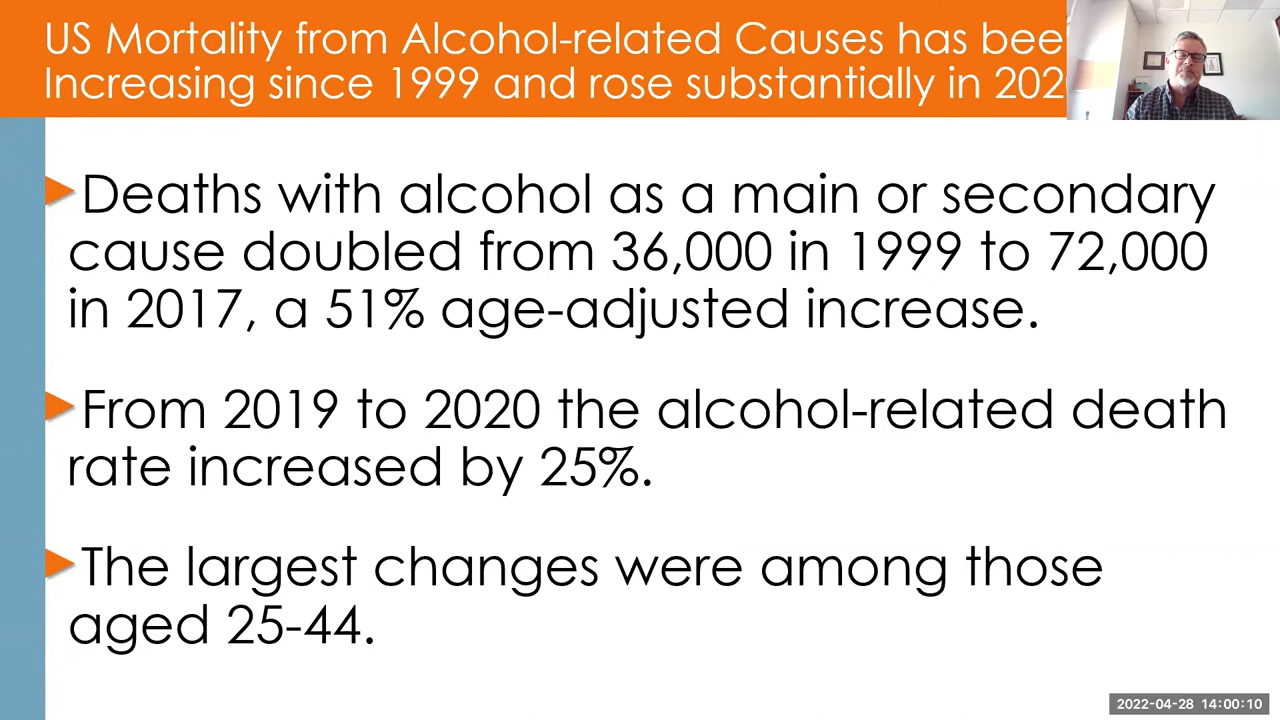 US Mortality from Alcohol-related Causes has bee
Increasing since 1999 and rose substantially in 202
Deaths with alcohol as a main or secondary
cause doubled from 36,000 in 1999 to 72,000
in 2017, a 51% age-adjusted increase.
From 2019 to 2020 the alcohol-related death
rate increased by 25%.
The largest changes were among those
aged 25-44.
2022-04-28 14:00:10